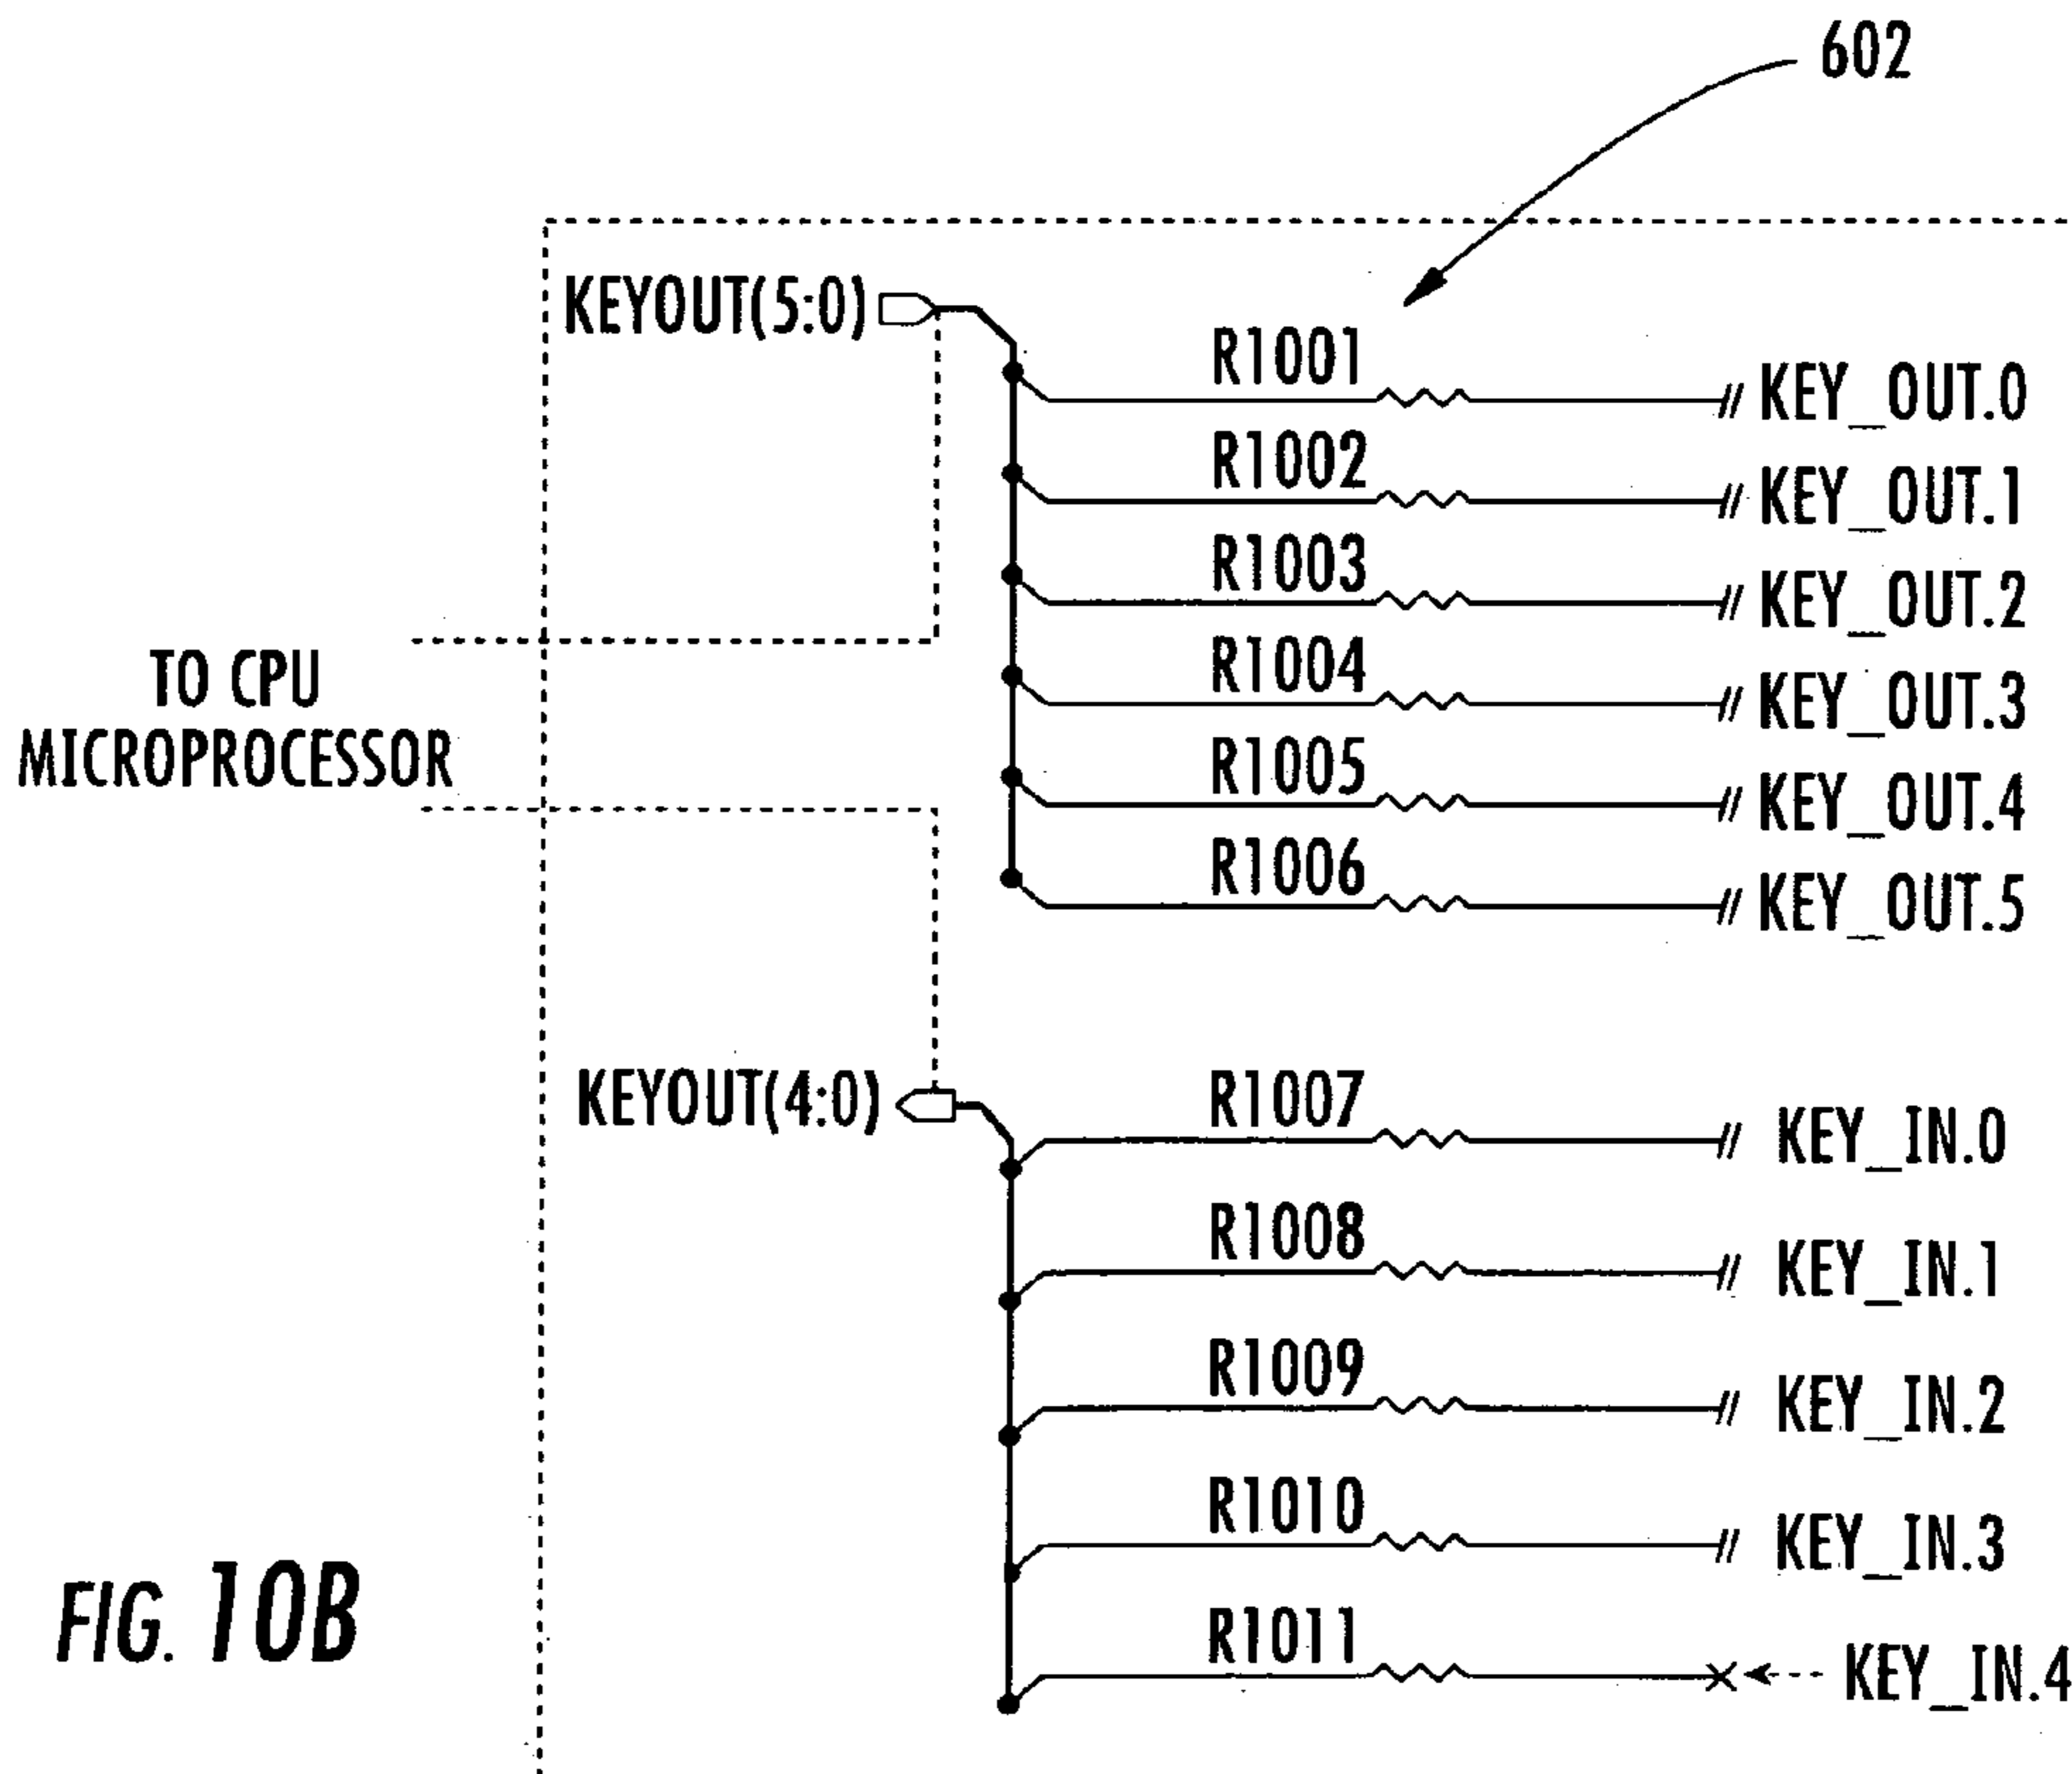 602
KEYOUT(5:0)
R1001
KEY_OUT.0
R1002
KEY_OUT.1
R1003
KEY_OUT.2
TO CPU
MICROPROCESSOR
R1004
KEY_OUT.3
R1005
KEY_OUT.4
R1006
KEY_OUT.5
KEYOUT(4:0)
R1007
KEY_IN.0
R1008
KEY_IN.1
R1009
KEY_IN.2
R1010
KEY_IN.3
R1011
KEY_IN.4
FIG. 10B